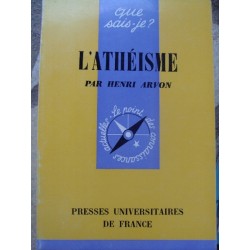 que
sais-je?
L'ATHÉISME
PAR HENRI ARVON
Le point des
connaissances
actuelles
PRESSES UNIVERSITAIRES
DE FRANCE